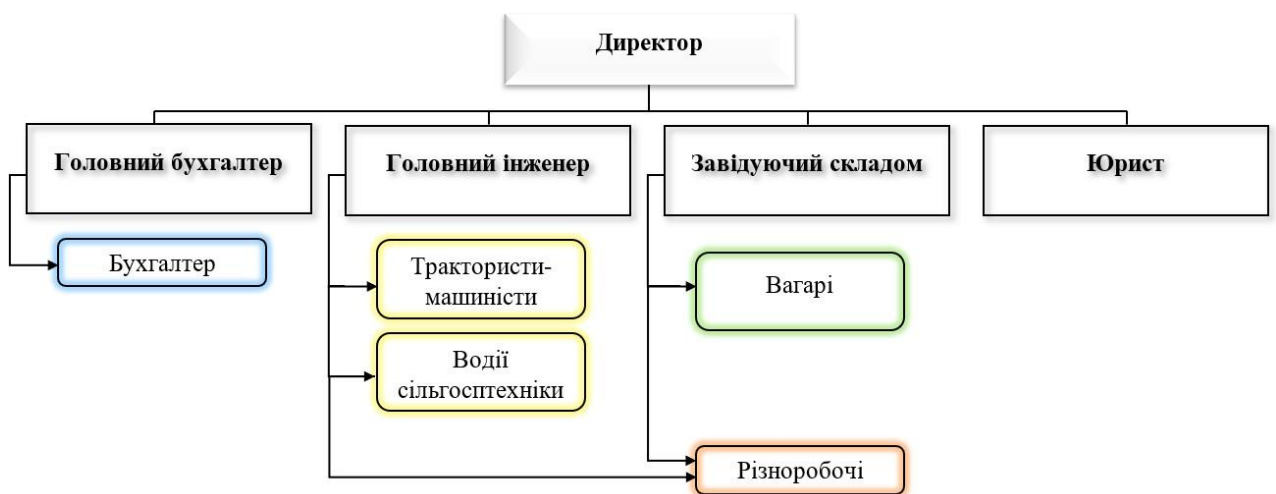 Директор
Головний бухгалтер
Головний інженер
Завідуючий складом
Юрист
Бухгалтер
Трактористи-
машиністи
Вагарі
Водії
сільгосптехніки
Різноробочі